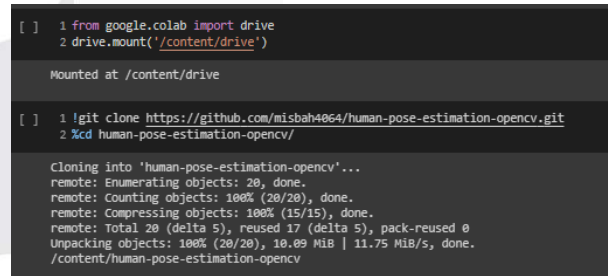 [ ] 1 from google.colab import drive
2 drive.mount('/content/drive')
Mounted at /content/drive
[ ] 1 !git clone https://github.com/misbah4064/human-pose-estimation-opencv.git
2 %cd human-pose-estimation-opencv/
Cloning into 'human-pose-estimation-opencv'...
remote: Enumerating objects: 20, done.
remote: Counting objects: 100% (20/20), done.
remote: Compressing objects: 100% (15/15), done.
remote: Total 20 (delta 5), reused 17 (delta 5), pack-reused 0
Unpacking objects: 100% (20/20), 10.09 MiB | 11.75 MiB/s, done.
/content/human-pose-estimation-opencv